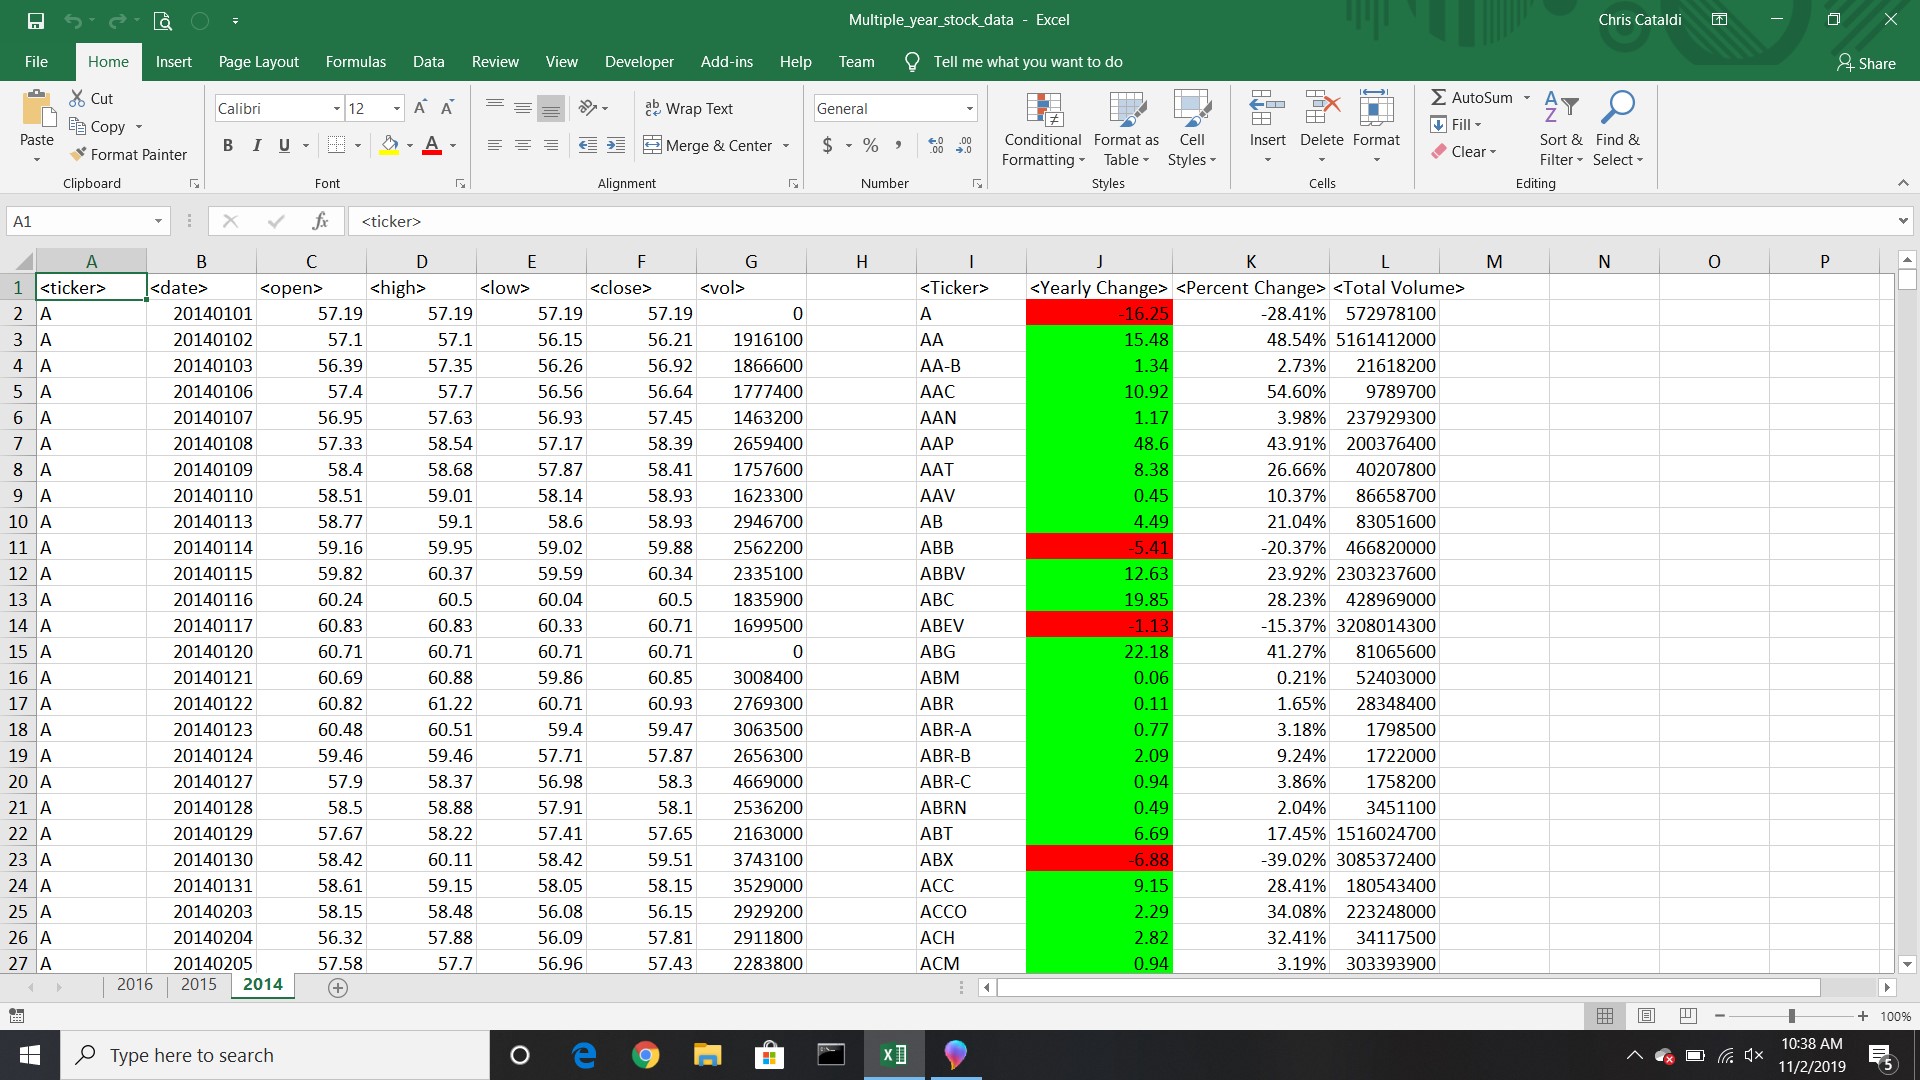 Multiple_year_stock_data - Excel
Chris Cataldi
File Home Insert Page Layout Formulas Data Review View Developer Add-ins Help Team Tell me what you want to do Share
Paste Cut Copy Format Painter Clipboard
Calibri 12 B I U A Font
Wrap Text Merge & Center Alignment
General $ % , Number
Conditional Formatting Format as Table Cell Styles Styles
Insert Delete Format Cells
AutoSum Fill Clear Sort & Filter Find & Select Editing
A1 fx <ticker>
A B C D E F G H I J K L M N O P
1 <ticker> <date> <open> <high> <low> <close> <vol> <Ticker> <Yearly Change> <Percent Change> <Total Volume>
2 A 20140101 57.19 57.19 57.19 57.19 0 A -16.25 -28.41% 572978100
3 A 20140102 57.1 57.1 56.15 56.21 1916100 AA 15.48 48.54% 5161412000
4 A 20140103 56.39 57.35 56.26 56.92 1866600 AA-B 1.34 2.73% 21618200
5 A 20140106 57.4 57.7 56.56 56.64 1777400 AAC 10.92 54.60% 9789700
6 A 20140107 56.95 57.63 56.93 57.45 1463200 AAN 1.17 3.98% 237929300
7 A 20140108 57.33 58.54 57.17 58.39 2659400 AAP 48.6 43.91% 200376400
8 A 20140109 58.4 58.68 57.87 58.41 1757600 AAT 8.38 26.66% 40207800
9 A 20140110 58.51 59.01 58.14 58.93 1623300 AAV 0.45 10.37% 86658700
10 A 20140113 58.77 59.1 58.6 58.93 2946700 AB 4.49 21.04% 83051600
11 A 20140114 59.16 59.95 59.02 59.88 2562200 ABB -5.41 -20.37% 466820000
12 A 20140115 59.82 60.37 59.59 60.34 2335100 ABBV 12.63 23.92% 2303237600
13 A 20140116 60.24 60.5 60.04 60.5 1835900 ABC 19.85 28.23% 428969000
14 A 20140117 60.83 60.83 60.33 60.71 1699500 ABEV -1.13 -15.37% 3208014300
15 A 20140120 60.71 60.71 60.71 60.71 0 ABG 22.18 41.27% 81065600
16 A 20140121 60.69 60.88 59.86 60.85 3008400 ABM 0.06 0.21% 52403000
17 A 20140122 60.82 61.22 60.71 60.93 2769300 ABR 0.11 1.65% 28348400
18 A 20140123 60.48 60.51 59.4 59.47 3063500 ABR-A 0.77 3.18% 1798500
19 A 20140124 59.46 59.46 57.71 57.87 2656300 ABR-B 2.09 9.24% 1722000
20 A 20140127 57.9 58.37 56.98 58.3 4669000 ABR-C 0.94 3.86% 1758200
21 A 20140128 58.5 58.88 57.91 58.1 2536200 ABRN 0.49 2.04% 3451100
22 A 20140129 57.67 58.22 57.41 57.65 2163000 ABT 6.69 17.45% 1516024700
23 A 20140130 58.42 60.11 58.42 59.51 3743100 ABX -6.88 -39.02% 3085372400
24 A 20140131 58.61 59.15 58.05 58.15 3529000 ACC 9.15 28.41% 180543400
25 A 20140203 58.15 58.48 56.08 56.15 2929200 ACCO 2.29 34.08% 223248000
26 A 20140204 56.32 57.88 56.09 57.81 2911800 ACH 2.82 32.41% 34117500
27 A 20140205 57.58 57.7 56.96 57.43 2283800 ACM 0.94 3.19% 303393900
2016 2015 2014
100%
Type here to search
10:38 AM
11/2/2019
5